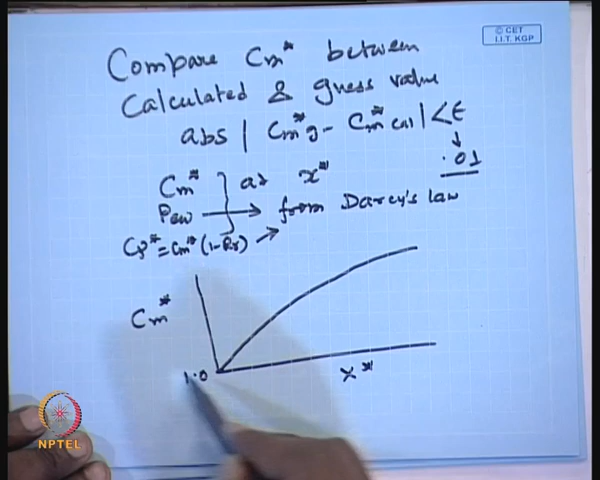 © CET
I.I.T. KGP
Compare Cm* between
Calculated & guess value
abs | Cm*g - Cm*cal | < ε
↓
.01
Cm* } at x*
Pew → from Darcy's law
Cp* = Cm* (1-Rr) →
Cm*
1.0
x*
NPTEL